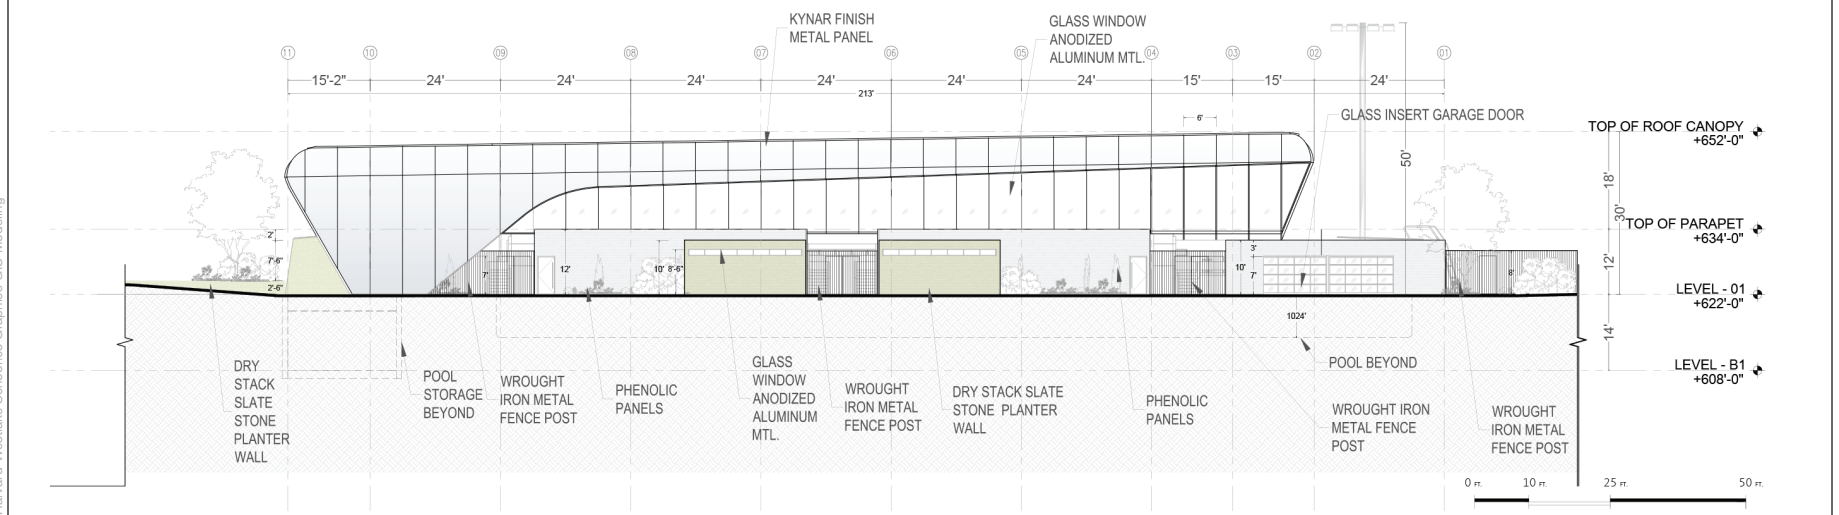 KYNAR FINISH
METAL PANEL
GLASS WINDOW
ANODIZED
ALUMINUM MTL.
11
10
09
08
07
06
05
04
03
02
01
15'-2"
24'
24'
24'
24'
24'
24'
24'
15'
15'
24'
213'
6'
GLASS INSERT GARAGE DOOR
50'
TOP OF ROOF CANOPY
+652'-0"
18'
30'
TOP OF PARAPET
+634'-0"
12'
LEVEL - 01
+622'-0"
14'
LEVEL - B1
+608'-0"
2'
7'-6"
2'-6"
7'
12'
10'
8'-6"
3'
10'
7'
8'
1024'
POOL BEYOND
DRY
STACK
SLATE
STONE
PLANTER
WALL
POOL
STORAGE
BEYOND
WROUGHT
IRON METAL
FENCE POST
PHENOLIC
PANELS
GLASS
WINDOW
ANODIZED
ALUMINUM
MTL.
WROUGHT
IRON METAL
FENCE POST
DRY STACK SLATE
STONE PLANTER
WALL
PHENOLIC
PANELS
WROUGHT IRON
METAL FENCE
POST
WROUGHT
IRON METAL
FENCE POST
0 FT.
10 FT.
25 FT.
50 FT.